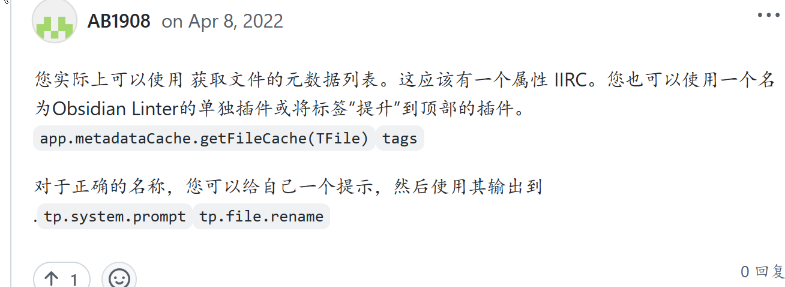 AB1908 on Apr 8, 2022
您实际上可以使用 获取文件的元数据列表。这应该有一个属性 IIRC。您也可以使用一个名
为Obsidian Linter的单独插件或将标签“提升”到顶部的插件。
app.metadataCache.getFileCache(TFile) tags
对于正确的名称，您可以给自己一个提示，然后使用其输出到
. tp.system.prompt tp.file.rename
↑ 1
0 回复